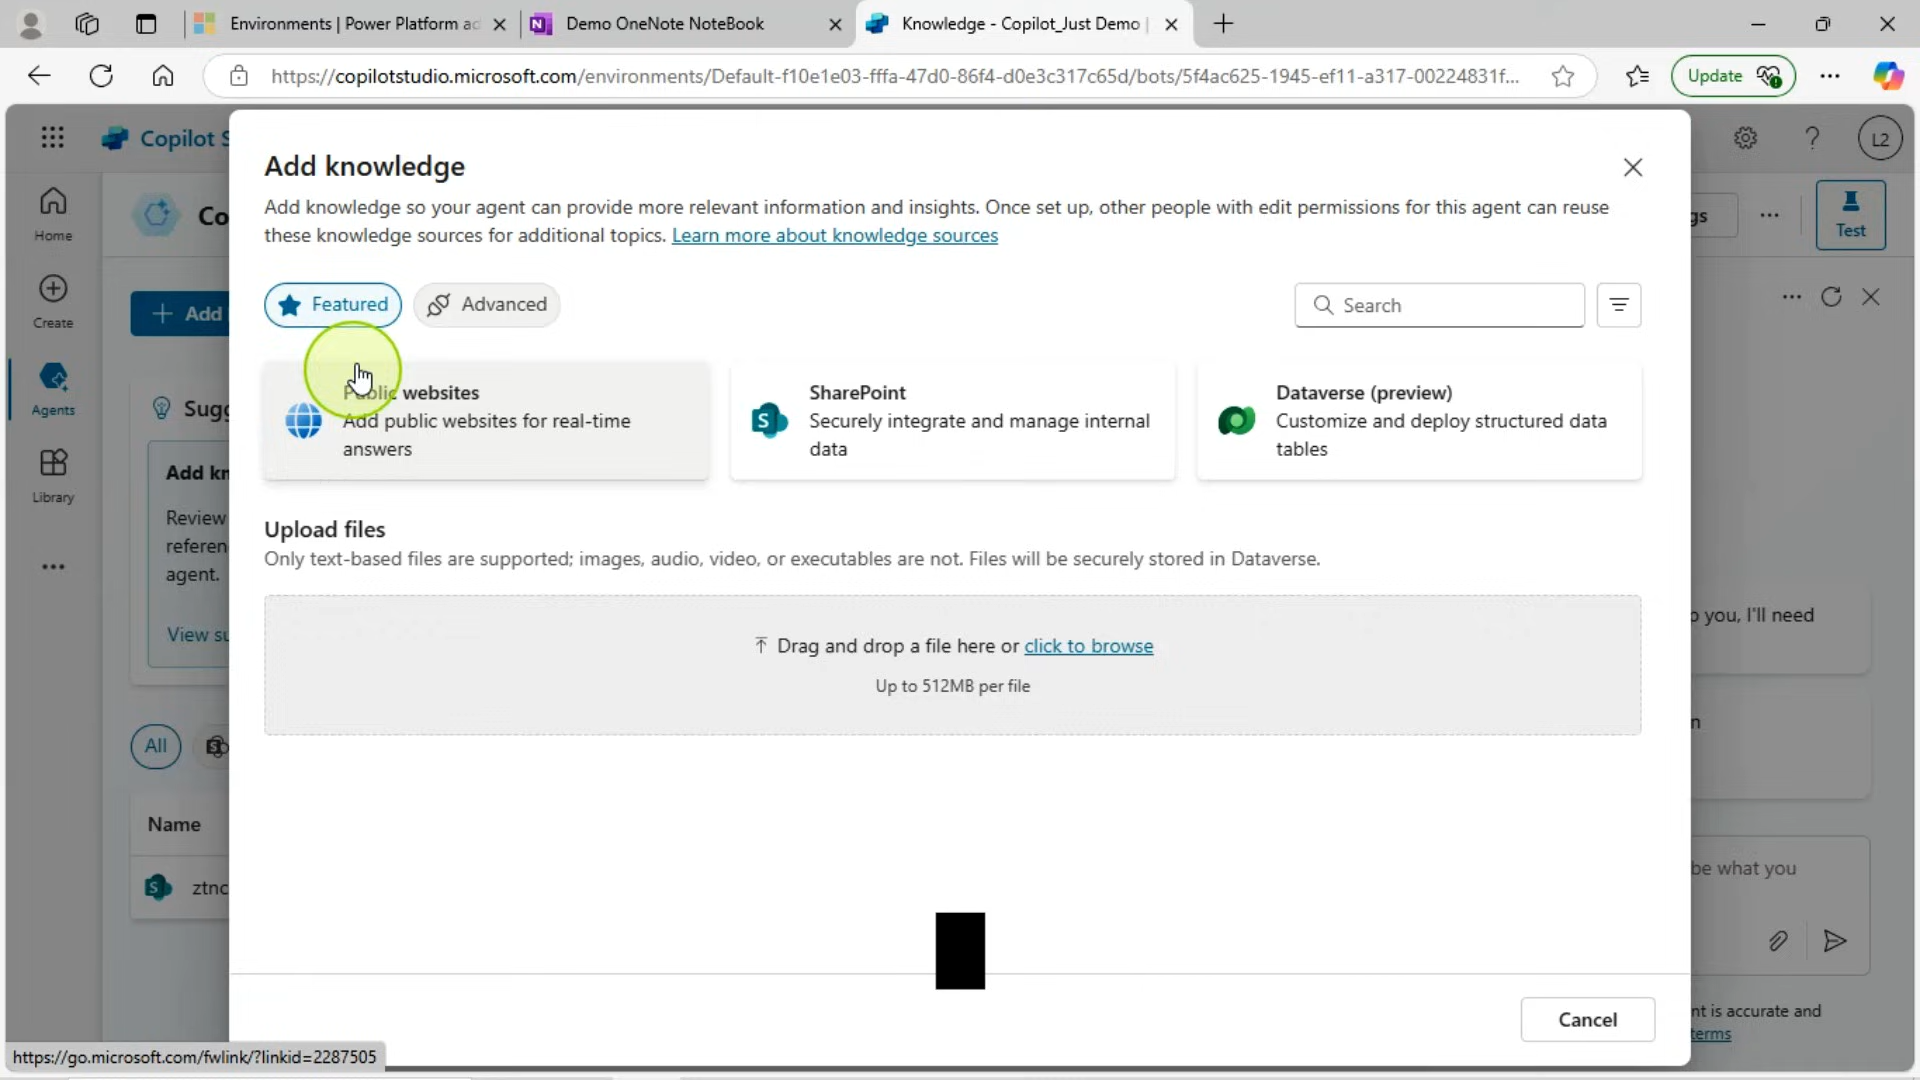 Environments | Power Platform ad
Demo OneNote NoteBook
Knowledge - Copilot_Just Demo |
https://copilotstudio.microsoft.com/environments/Default-f10e1e03-fffa-47d0-86f4-d0e3c317c65d/bots/5f4ac625-1945-ef11-a317-00224831f...
Update
Copilot S
L2
Home
Create
Agents
Library
Co
gs
Test
Add
Sugg
Add kn
Review
referen
agent.
View su
All
Name
ztnc
Add knowledge
Add knowledge so your agent can provide more relevant information and insights. Once set up, other people with edit permissions for this agent can reuse
these knowledge sources for additional topics. Learn more about knowledge sources
Featured
Advanced
Search
Public websites
Add public websites for real-time
answers
SharePoint
Securely integrate and manage internal
data
Dataverse (preview)
Customize and deploy structured data
tables
Upload files
Only text-based files are supported; images, audio, video, or executables are not. Files will be securely stored in Dataverse.
Drag and drop a file here or click to browse
Up to 512MB per file
Cancel
o you, I'll need
n
be what you
nt is accurate and
terms
https://go.microsoft.com/fwlink/?linkid=2287505